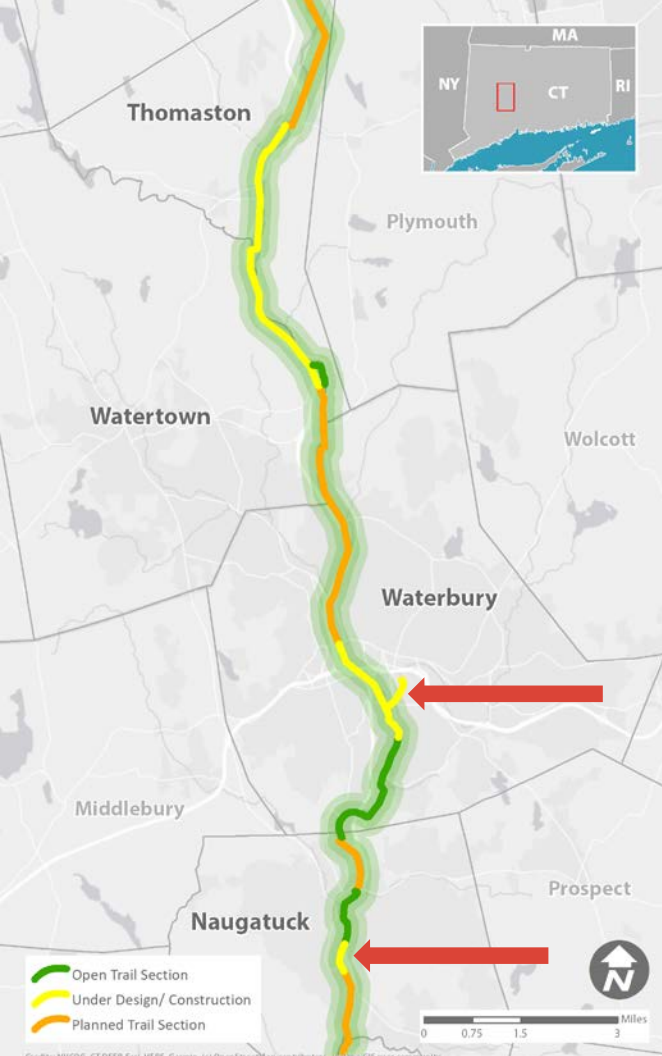 MA
NY
CT
RI
Thomaston
Plymouth
Watertown
Wolcott
Waterbury
Middlebury
Prospect
Naugatuck
Open Trail Section
Under Design/ Construction
Planned Trail Section
N
Miles
0 0.75 1.5 3